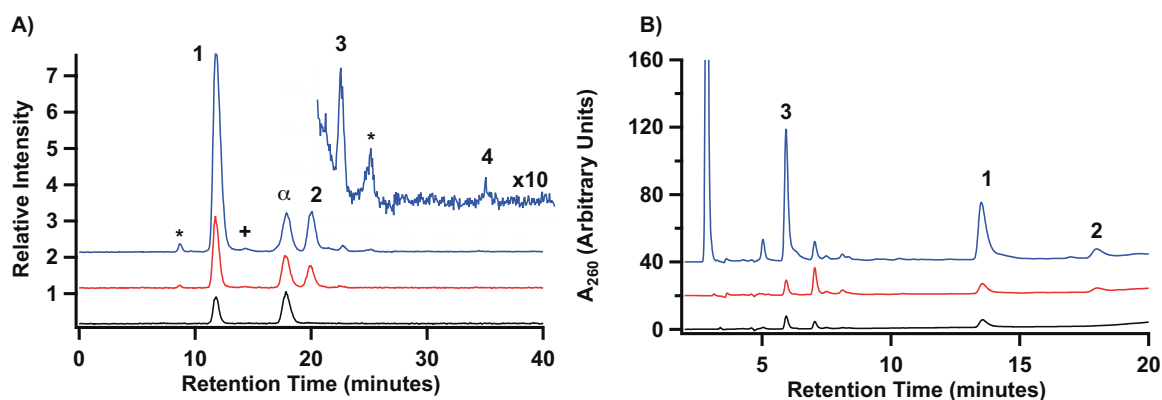 A)
1
3
*
4
x10
α
2
*
+
7
6
5
4
3
2
1
Relative Intensity
0 10 20 30 40
Retention Time (minutes)
B)
160
120
80
40
0
A260 (Arbitrary Units)
3
1
2
5 10 15 20
Retention Time (minutes)